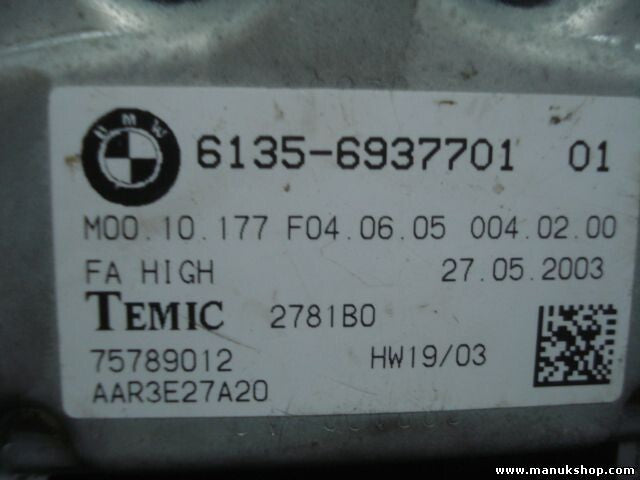 BMW
6135-6937701 01
M00.10.177 F04.06.05 004.02.00
FA HIGH 27.05.2003
TEMIC 2781B0
75789012 HW19/03
AAR3E27A20
www.manukshop.com